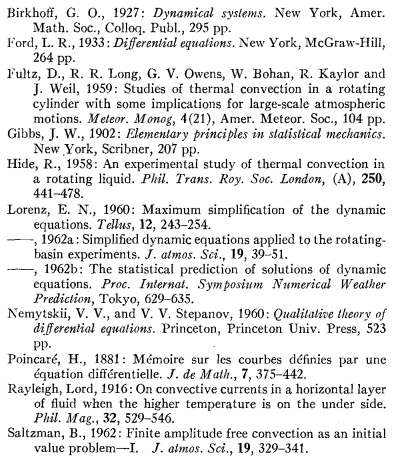 Birkhoff, G. O., 1927: Dynamical systems. New York, Amer.
Math. Soc., Colloq. Publ., 295 pp.
Ford, L. R., 1933: Differential equations. New York, McGraw-Hill,
264 pp.
Fultz, D., R. R. Long, G. V. Owens, W. Bohan, R. Kaylor and
J. Weil, 1959: Studies of thermal convection in a rotating
cylinder with some implications for large-scale atmospheric
motions. Meteor. Monog, 4(21), Amer. Meteor. Soc., 104 pp.
Gibbs, J. W., 1902: Elementary principles in statistical mechanics.
New York, Scribner, 207 pp.
Hide, R., 1958: An experimental study of thermal convection in
a rotating liquid. Phil. Trans. Roy. Soc. London, (A), 250,
441-478.
Lorenz, E. N., 1960: Maximum simplification of the dynamic
equations. Tellus, 12, 243-254.
——, 1962a: Simplified dynamic equations applied to the rotating-
basin experiments. J. atmos. Sci., 19, 39-51.
——, 1962b: The statistical prediction of solutions of dynamic
equations. Proc. Internat. Symposium Numerical Weather
Prediction, Tokyo, 629-635.
Nemytskii, V. V., and V. V. Stepanov, 1960: Qualitative theory of
differential equations. Princeton, Princeton Univ. Press, 523
pp.
Poincaré, H., 1881: Mémoire sur les courbes définies par une
équation différentielle. J. de Math., 7, 375-442.
Rayleigh, Lord, 1916: On convective currents in a horizontal layer
of fluid when the higher temperature is on the under side.
Phil. Mag., 32, 529-546.
Saltzman, B., 1962: Finite amplitude free convection as an initial
value problem—I. J. atmos. Sci., 19, 329-341.